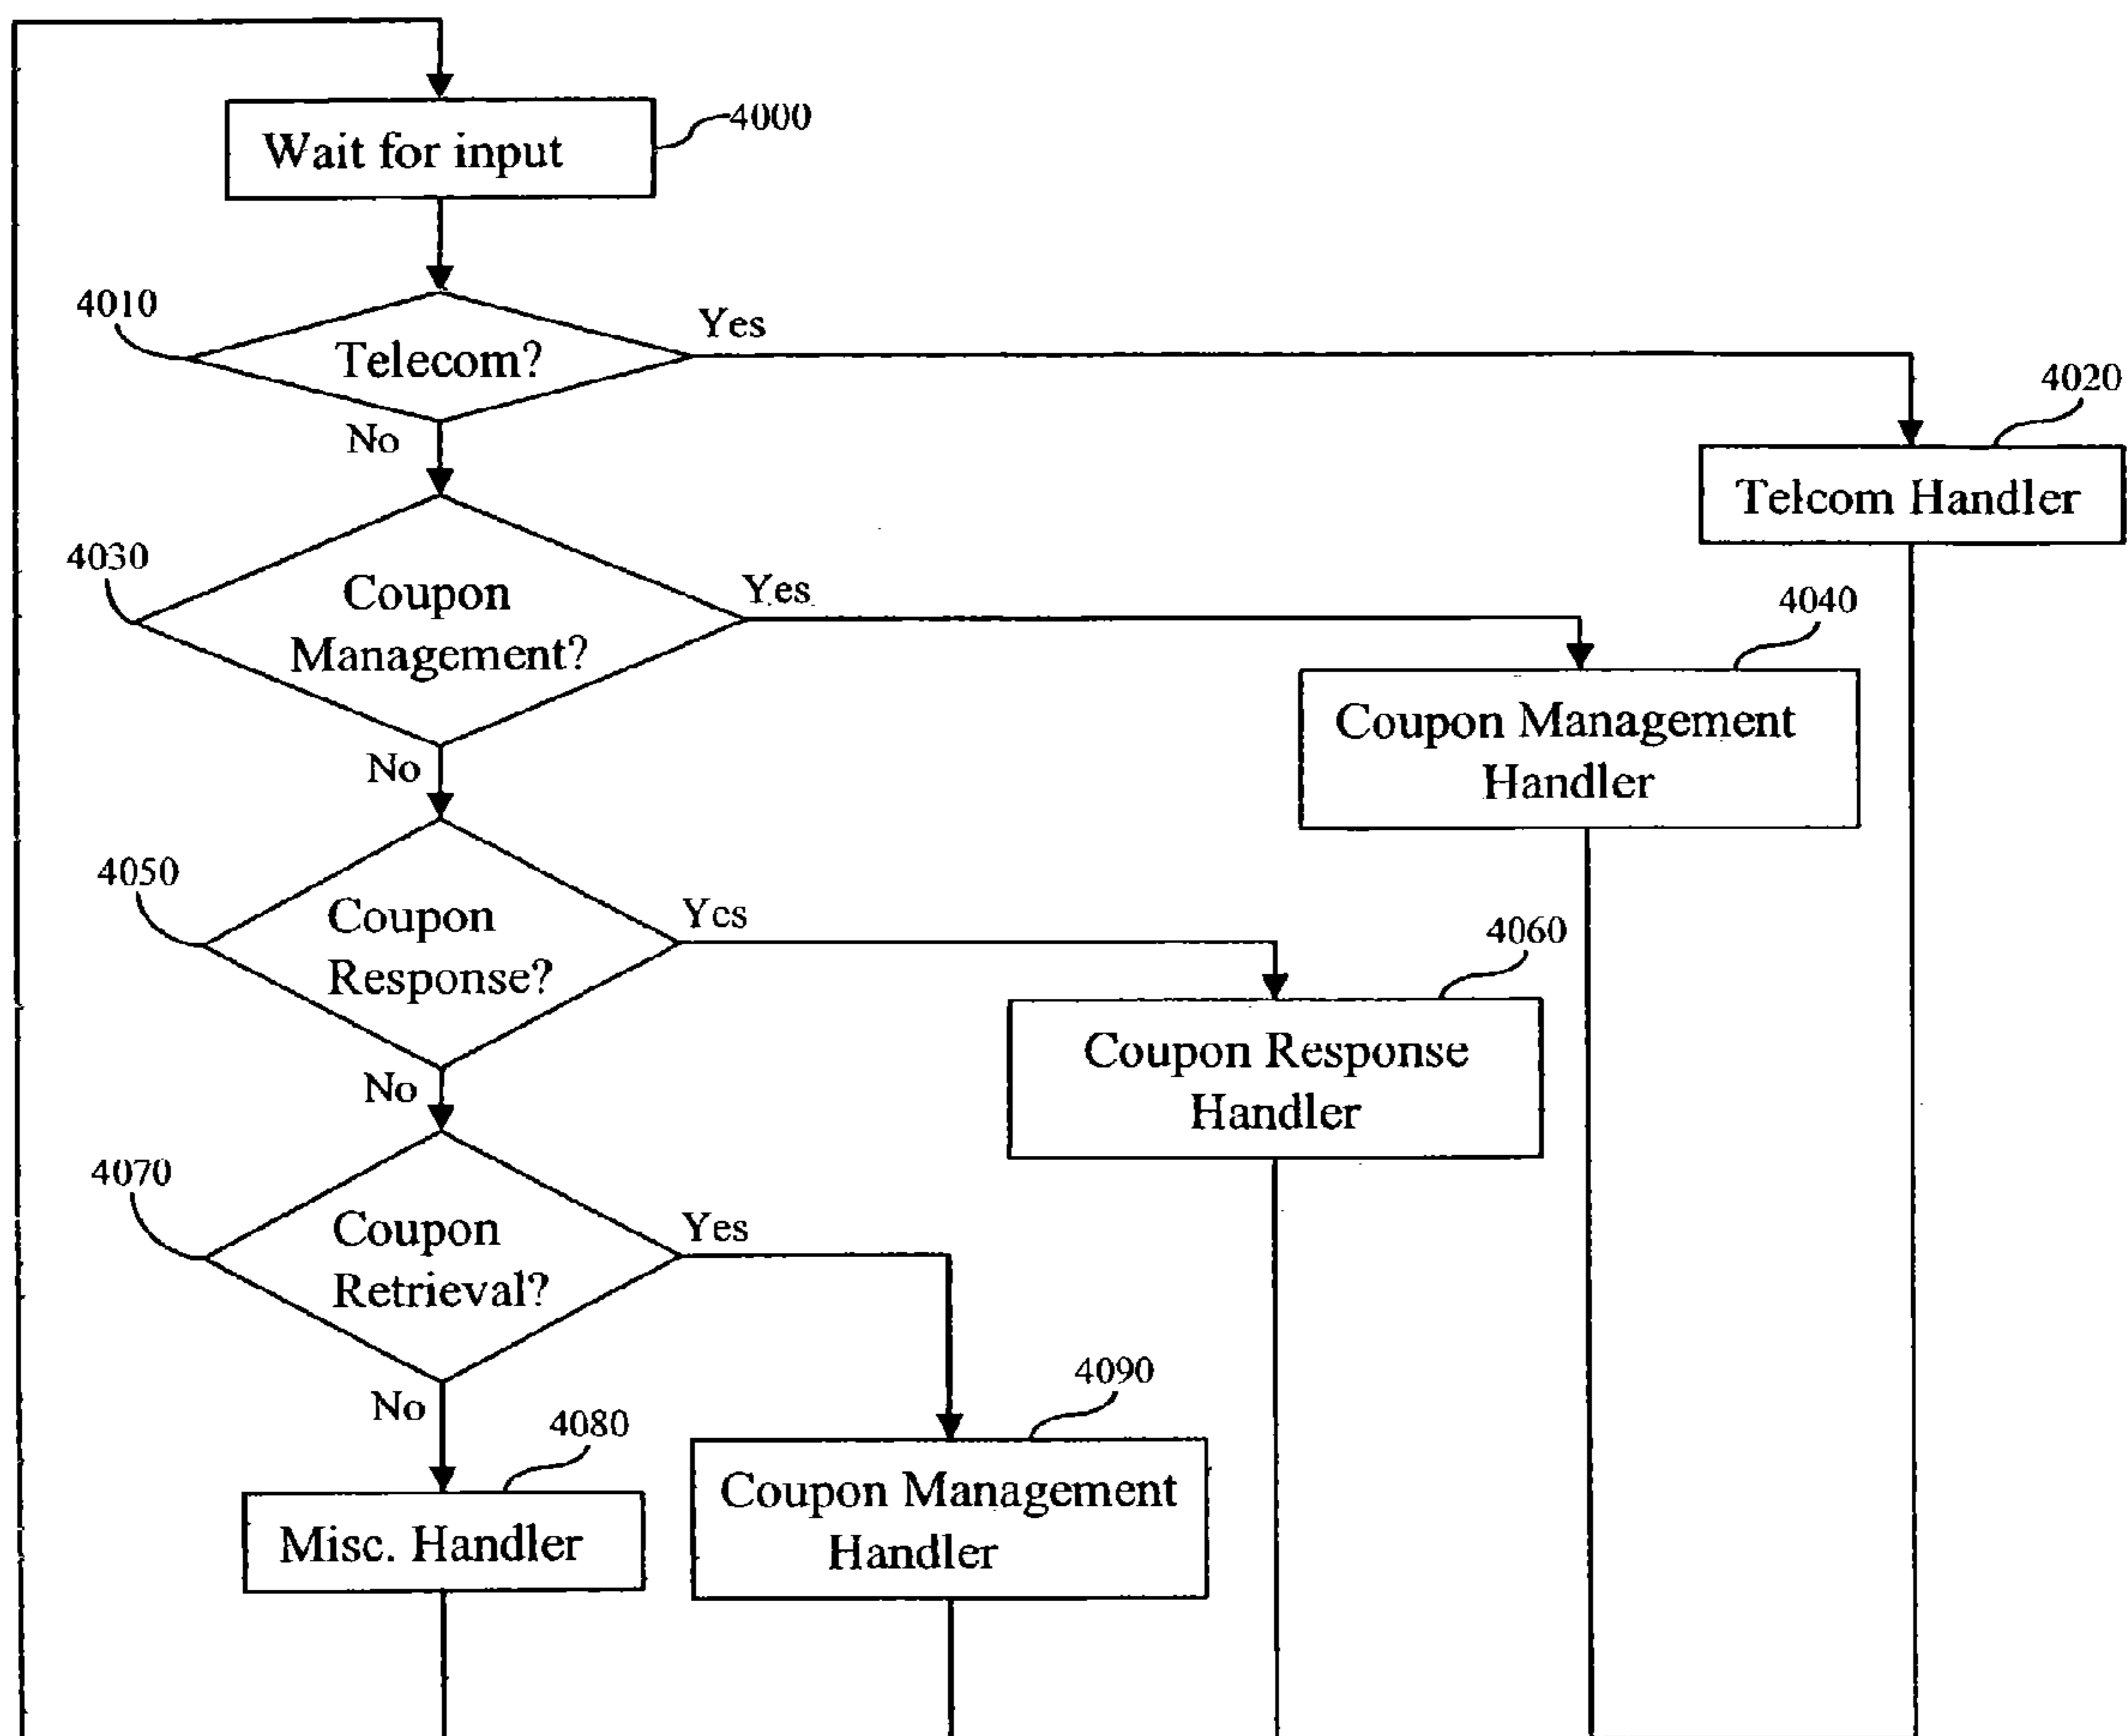 4000
Wait for input
4010
Telecom?
Yes
No
4020
Telcom Handler
4030
Coupon
Management?
Yes
No
4040
Coupon Management
Handler
4050
Coupon
Response?
Yes
No
4060
Coupon Response
Handler
4070
Coupon
Retrieval?
Yes
No
4090
Coupon Management
Handler
4080
Misc. Handler